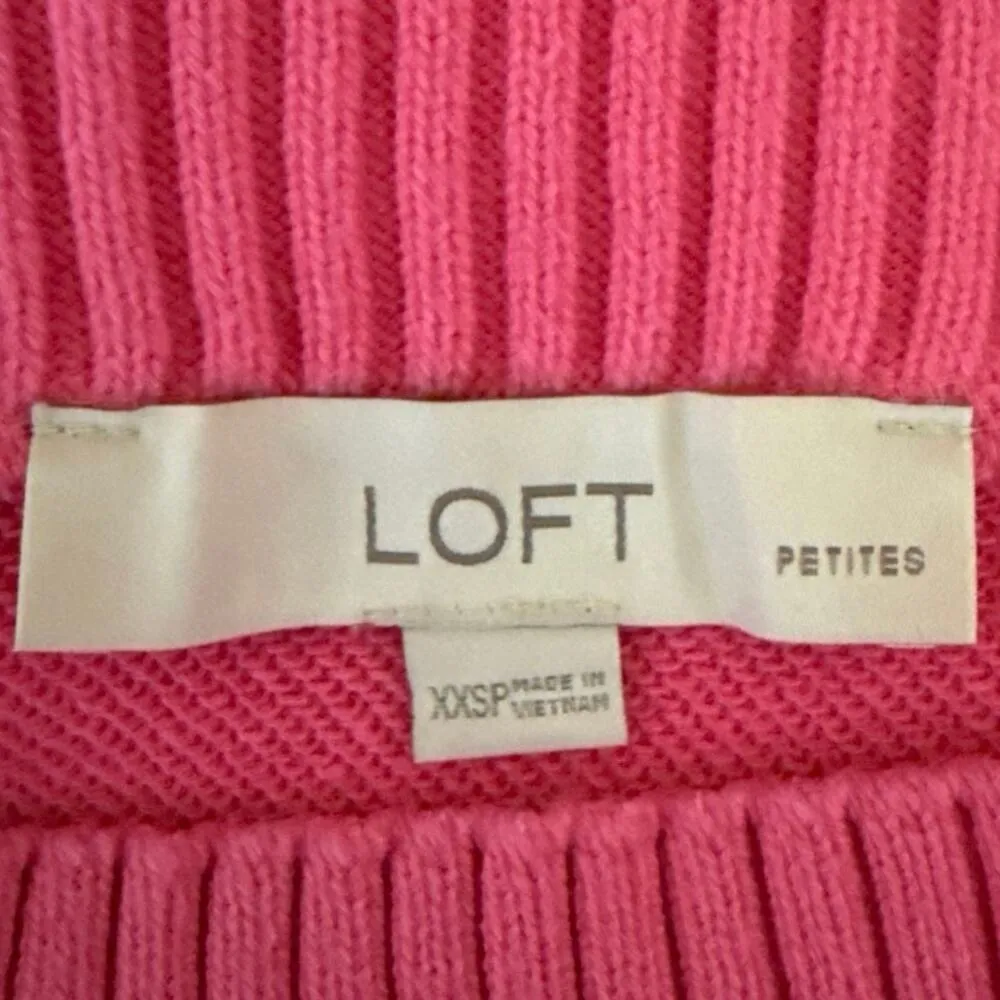 LOFT
PETITES
XXSP MADE IN
VIETNAM